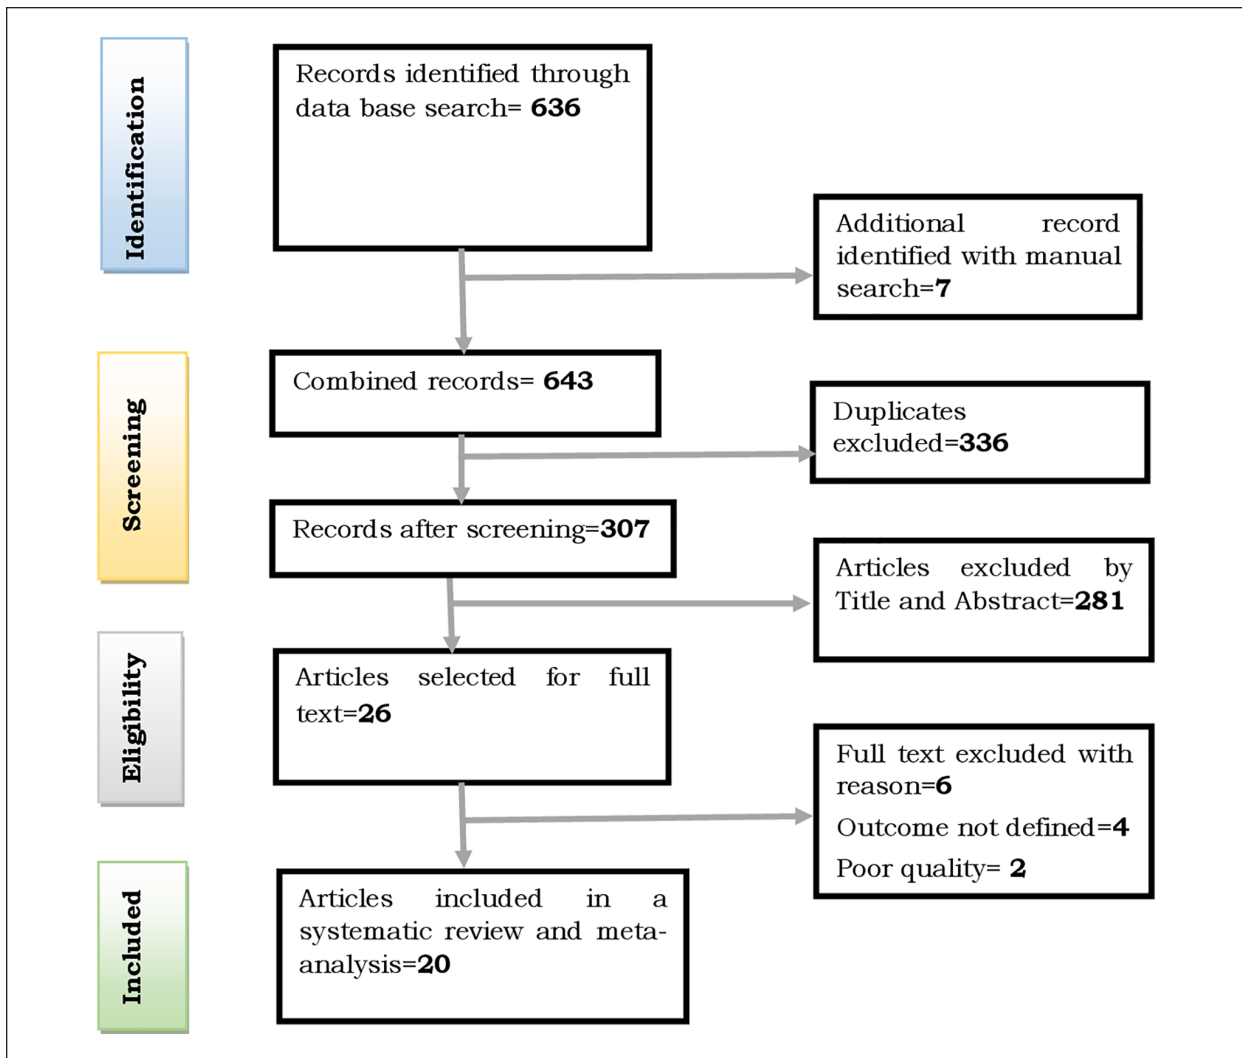 Identification
Records identified through
data base search= 636
Additional record
identified with manual
search=7
Screening
Combined records= 643
Duplicates
excluded=336
Records after screening=307
Articles excluded by
Title and Abstract=281
Eligibility
Articles selected for full
text=26
Full text excluded with
reason=6
Outcome not defined=4
Poor quality= 2
Included
Articles included in a
systematic review and meta-
analysis=20